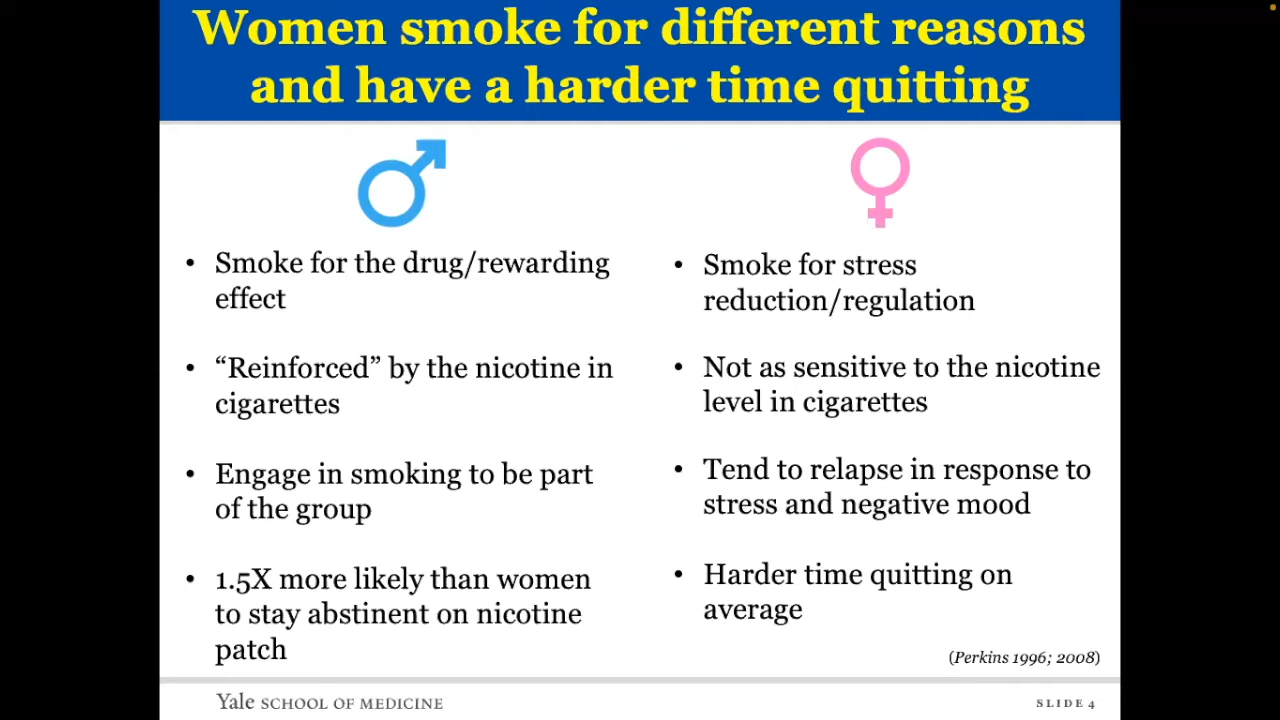 Women smoke for different reasons
and have a harder time quitting
• Smoke for the drug/rewarding
effect
• “Reinforced” by the nicotine in
cigarettes
• Engage in smoking to be part
of the group
• 1.5X more likely than women
to stay abstinent on nicotine
patch
• Smoke for stress
reduction/regulation
• Not as sensitive to the nicotine
level in cigarettes
• Tend to relapse in response to
stress and negative mood
• Harder time quitting on
average
(Perkins 1996; 2008)
Yale SCHOOL OF MEDICINE
SLIDE 4